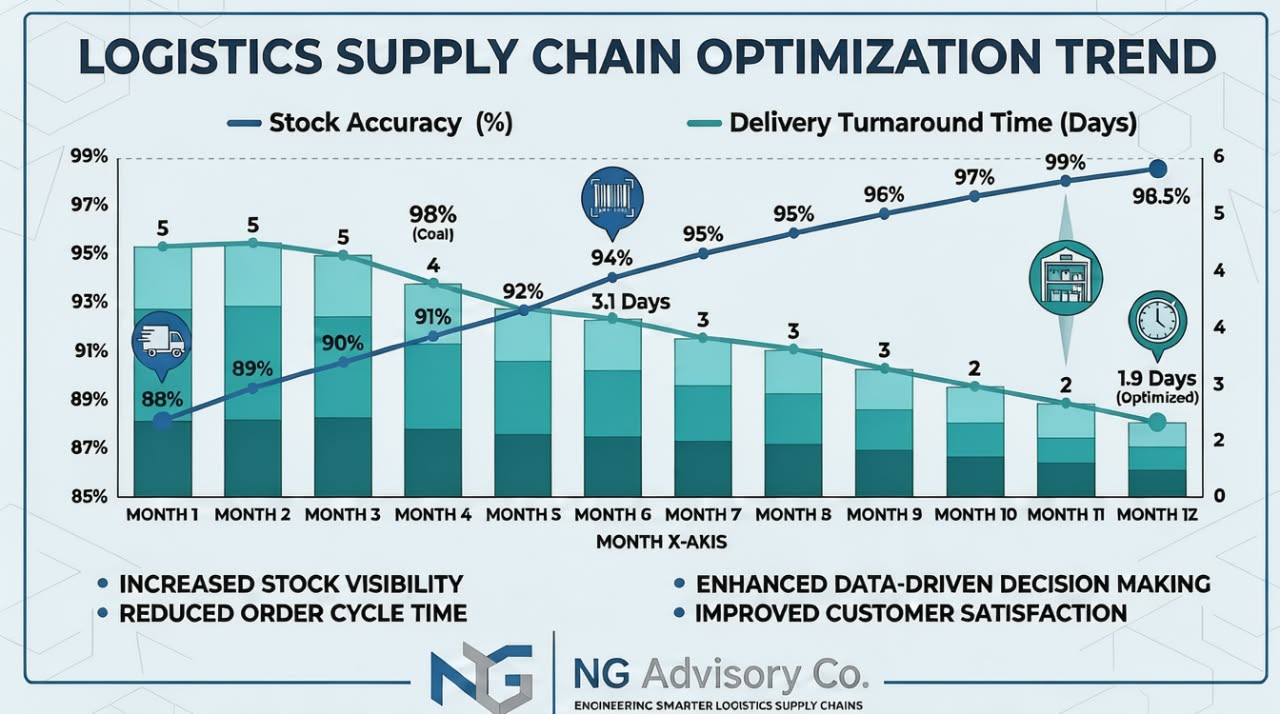 LOGISTICS SUPPLY CHAIN OPTIMIZATION TREND
Stock Accuracy (%)
Delivery Turnaround Time (Days)
99%
97%
95%
93%
91%
89%
87%
85%
6
5
4
4
3
2
0
5
5
5
98%
(Coal)
4
3.1 Days
3
3
3
2
2
1.9 Days
(Optimized)
88%
89%
90%
91%
92%
94%
95%
95%
96%
97%
99%
98.5%
MONTH 1 MONTH 2 MONTH 3 MONTH 4 MONTH S MONTH 6 MONTH 7 MONTH 8 MONTH 9 MONTH 10 MONTH 11 MONTH 1Z
MONTH X-AKIS
• INCREASED STOCK VISIBILITY
• REDUCED ORDER CYCLE TIME
• ENHANCED DATA-DRIVEN DECISION MAKING
• IMPROVED CUSTOMER SATISFACTION
NG
NG Advisory Co.
ENGINEERING SMARTER LOGISTICS SUPPLY CHAINS